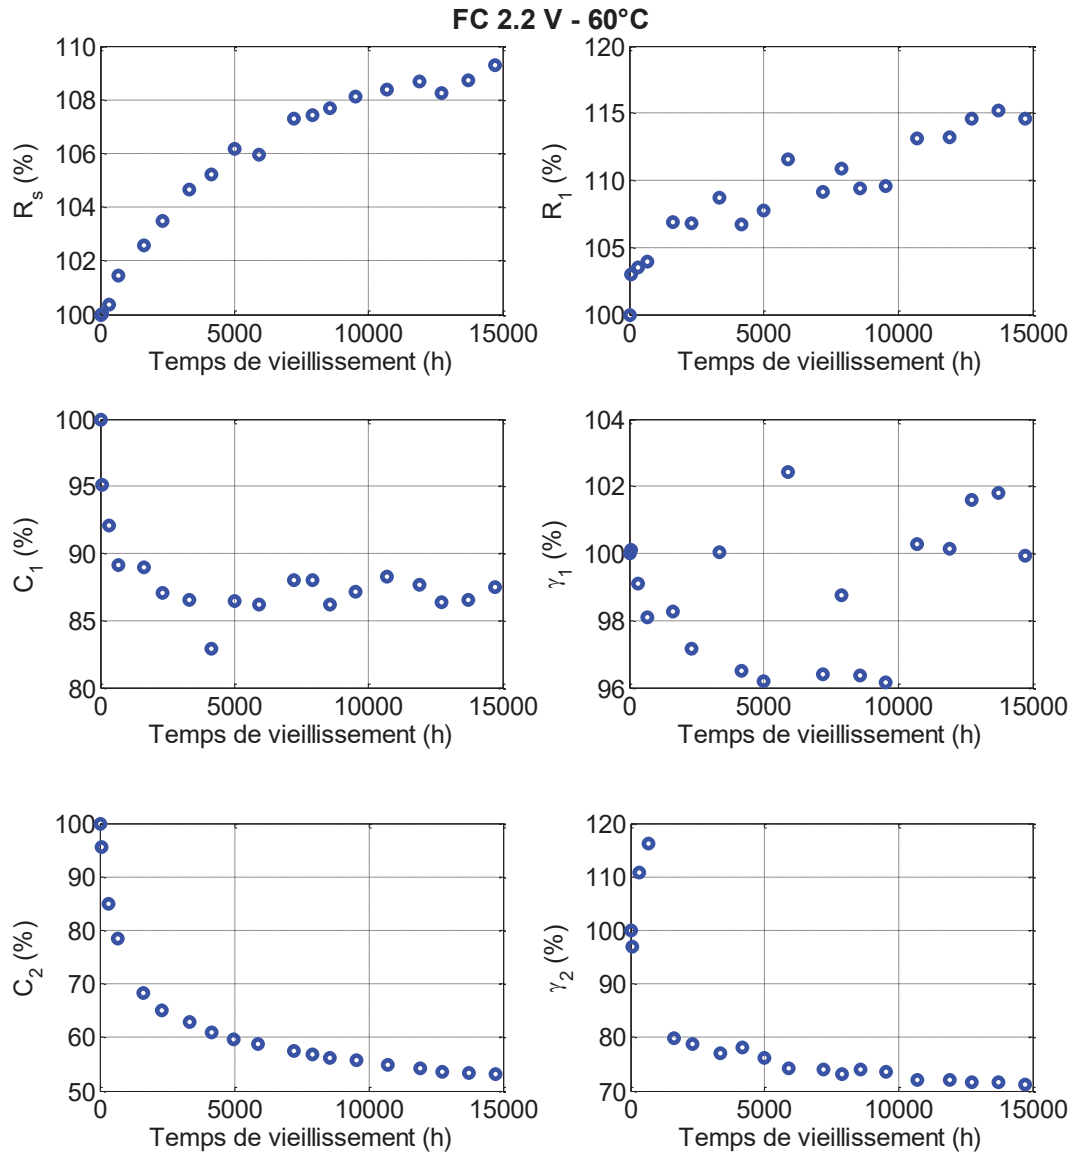 FC 2.2 V - 60°C
110
108
106
104
102
100
R_s (%)
0 5000 10000 15000
Temps de vieillissement (h)
120
115
110
105
100
R_1 (%)
0 5000 10000 15000
Temps de vieillissement (h)
100
95
90
85
80
C_1 (%)
0 5000 10000 15000
Temps de vieillissement (h)
104
102
100
98
96
γ_1 (%)
0 5000 10000 15000
Temps de vieillissement (h)
100
90
80
70
60
50
C_2 (%)
0 5000 10000 15000
Temps de vieillissement (h)
120
110
100
90
80
70
γ_2 (%)
0 5000 10000 15000
Temps de vieillissement (h)